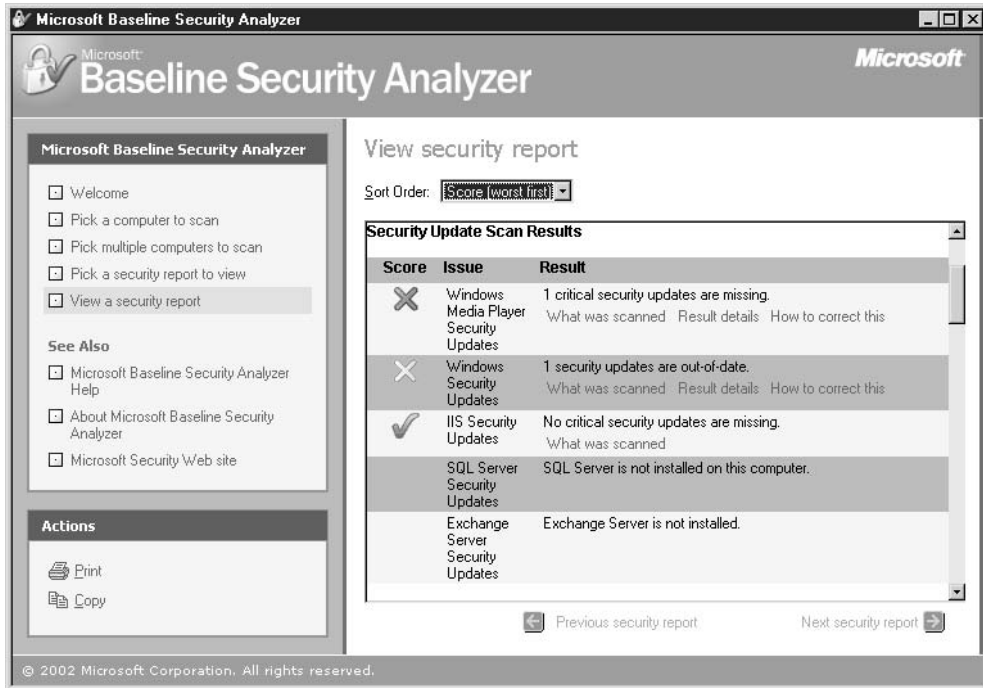 Microsoft Baseline Security Analyzer
Microsoft
Baseline Security Analyzer
Microsoft
Microsoft Baseline Security Analyzer
Welcome
Pick a computer to scan
Pick multiple computers to scan
Pick a security report to view
View a security report
See Also
Microsoft Baseline Security Analyzer
Help
About Microsoft Baseline Security
Analyzer
Microsoft Security Web site
Actions
Print
Copy
View security report
Sort Order: Score (worst first)
Security Update Scan Results
Score Issue Result
Windows
Media Player
Security
Updates
1 critical security updates are missing.
What was scanned Result details How to correct this
Windows
Security
Updates
1 security updates are out-of-date.
What was scanned Result details How to correct this
IIS Security
Updates
No critical security updates are missing.
What was scanned
SQL Server
Security
Updates
SQL Server is not installed on this computer.
Exchange
Server
Security
Updates
Exchange Server is not installed.
Previous security report
Next security report
© 2002 Microsoft Corporation. All rights reserved.